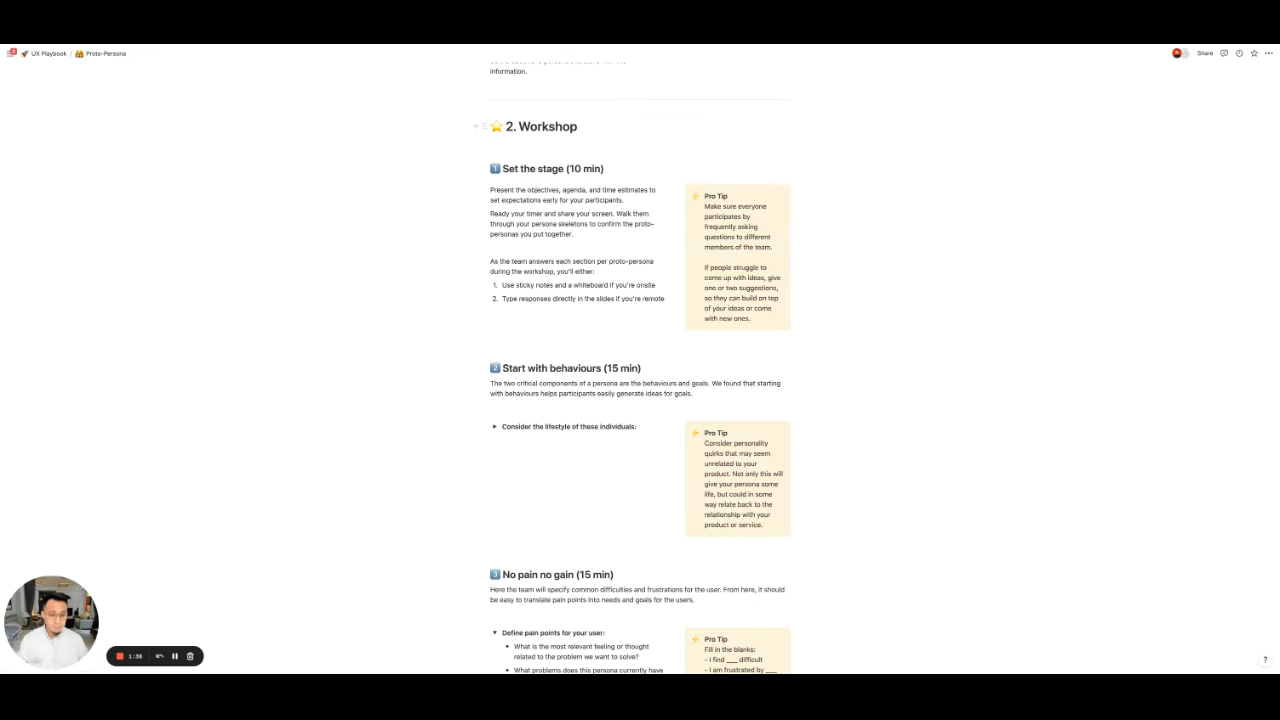 UX Playbook / Proto-Persona
Share
information.
2. Workshop
1 Set the stage (10 min)
Present the objectives, agenda, and time estimates to
set expectations early for your participants.
Ready your timer and share your screen. Walk them
through your persona skeletons to confirm the proto-
personas you put together.
As the team answers each section per proto-persona
during the workshop, you'll either:
1. Use sticky notes and a whiteboard if you're onsite
2. Type responses directly in the slides if you're remote
Pro Tip
Make sure everyone
participates by
frequently asking
questions to different
members of the team.
If people struggle to
come up with ideas, give
one or two suggestions,
so they can build on top
of your ideas or come
with new ones.
2 Start with behaviours (15 min)
The two critical components of a persona are the behaviours and goals. We found that starting
with behaviours helps participants easily generate ideas for goals.
Consider the lifestyle of these individuals:
Pro Tip
Consider personality
quirks that may seem
unrelated to your
product. Not only this will
give your persona some
life, but could in some
way relate back to the
relationship with your
product or service.
3 No pain no gain (15 min)
Here the team will specify common difficulties and frustrations for the user. From here, it should
be easy to translate pain points into needs and goals for the users.
Define pain points for your user:
• What is the most relevant feeling or thought
related to the problem we want to solve?
• What problems does this persona currently have
Pro Tip
Fill in the blanks:
- I find ___ difficult
- I am frustrated by ___
1:38
?